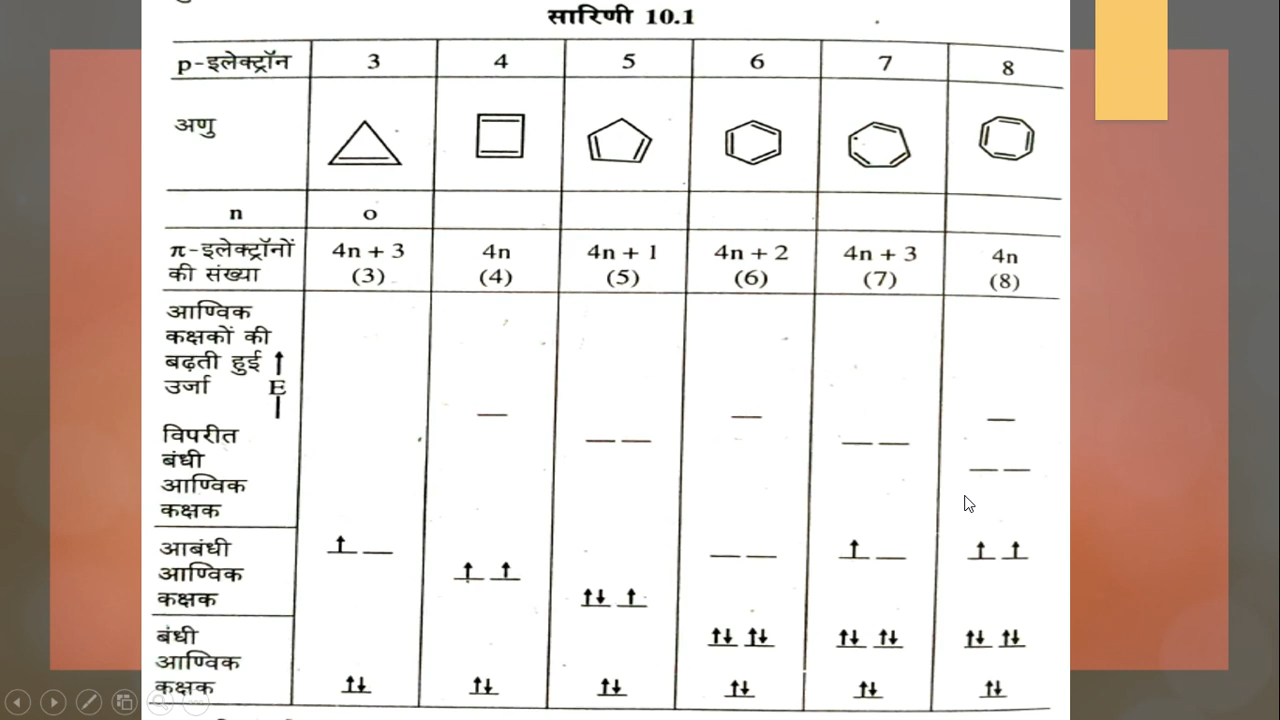 सारिणी 10.1
p-इलेक्ट्रॉन 3 4 5 6 7 8
अणु
n o
π-इलेक्ट्रॉनों 4n + 3 4n 4n + 1 4n + 2 4n + 3 4n
की संख्या (3) (4) (5) (6) (7) (8)
आण्विक
कक्षकों की
बढ़ती हुई
उर्जा E
विपरीत
बंधी
आण्विक
कक्षक
आबंधी
आण्विक
कक्षक
बंधी
आण्विक
कक्षक